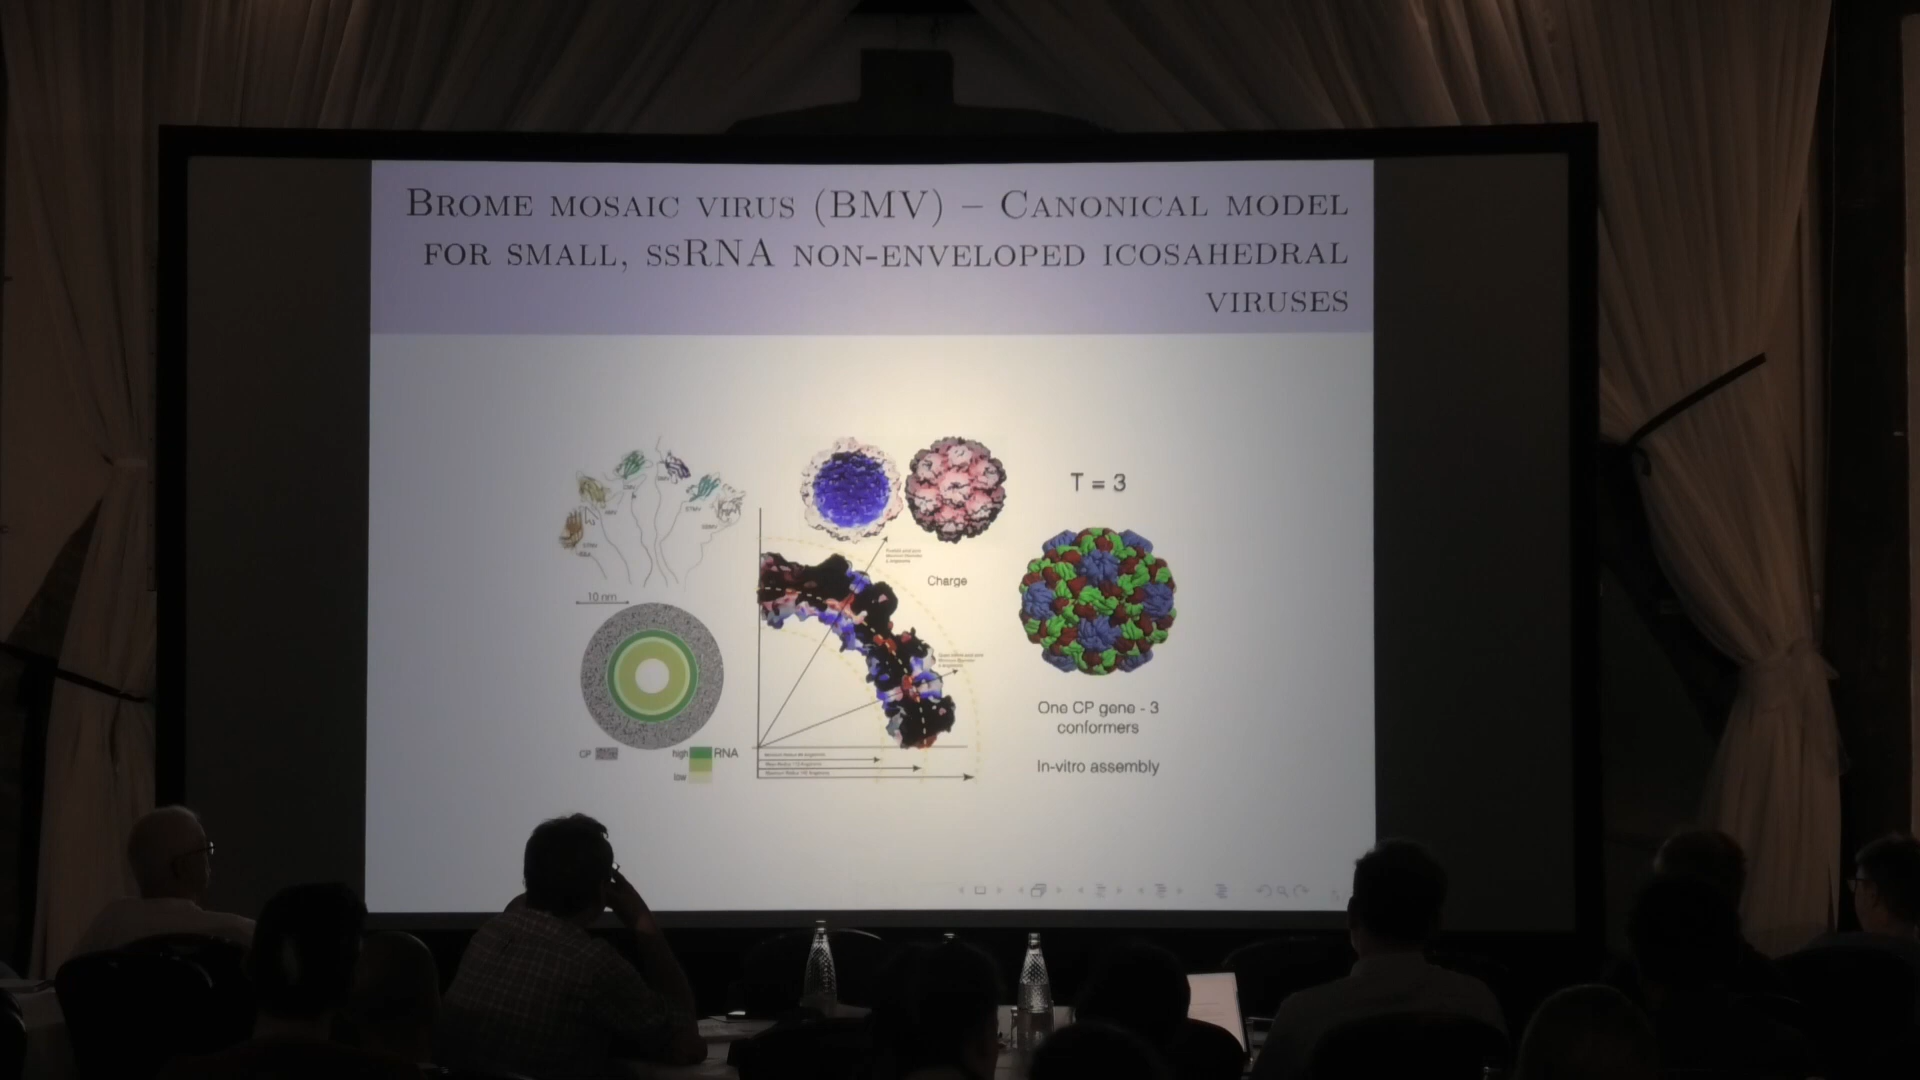 BROME MOSAIC VIRUS (BMV) – CANONICAL MODEL
FOR SMALL, SSRNA NON-ENVELOPED ICOSAHEDRAL
VIRUSES
T = 3
Charge
10 nm
CP
high
RNA
low
One CP gene - 3
conformers
In-vitro assembly